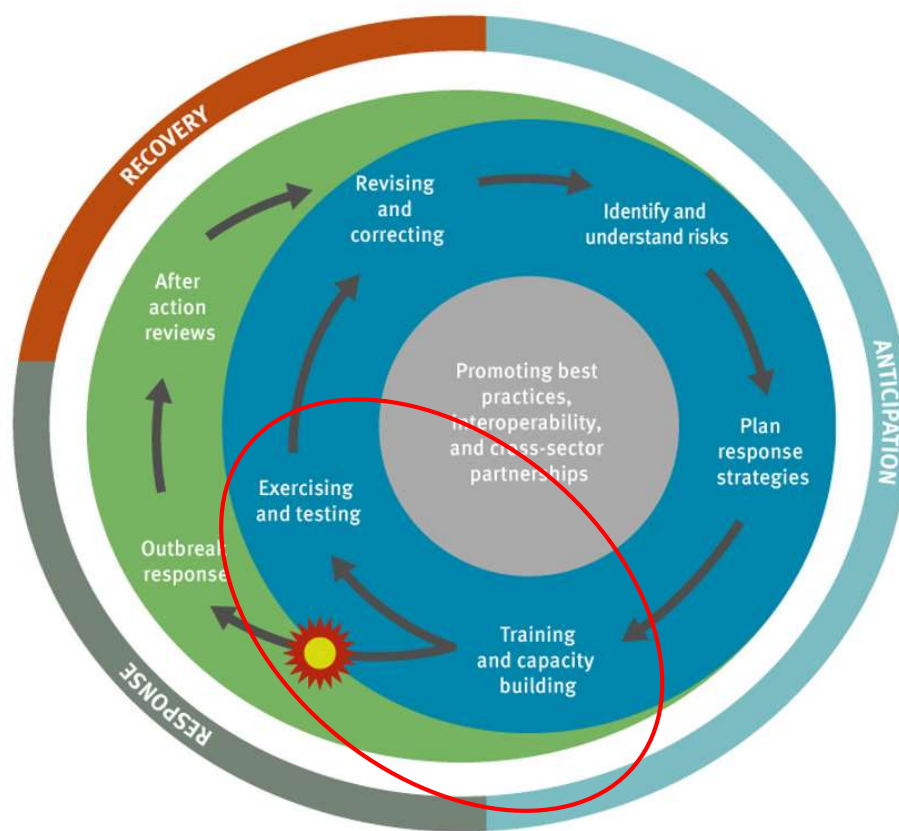 RECOVERY
ANTICIPATION
RESPONSE
Revising
and
correcting
Identify and
understand risks
After
action
reviews
Promoting best
practices,
interoperability,
and cross-sector
partnerships
Plan
response
strategies
Exercising
and testing
Outbreak
response
Training
and capacity
building